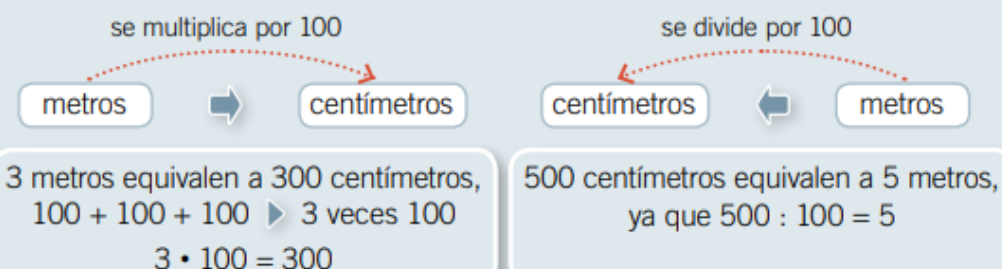 se multiplica por 100
metros
centímetros
3 metros equivalen a 300 centímetros,
100 + 100 + 100 ▶ 3 veces 100
3 • 100 = 300
se divide por 100
centímetros
metros
500 centímetros equivalen a 5 metros,
ya que 500 : 100 = 5